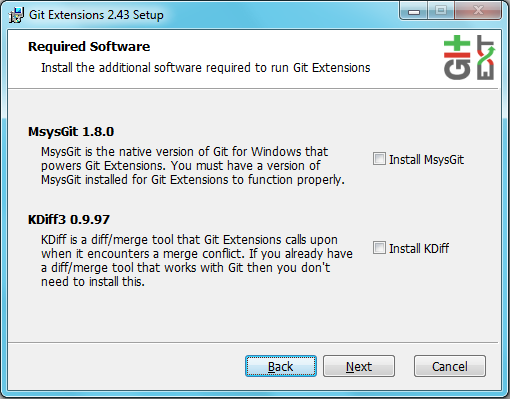 Git Extensions 2.43 Setup
Required Software
Install the additional software required to run Git Extensions
Git
EXT
MsysGit 1.8.0
MsysGit is the native version of Git for Windows that
powers Git Extensions. You must have a version of
MsysGit installed for Git Extensions to function properly.
Install MsysGit
KDiff3 0.9.97
KDiff is a diff/merge tool that Git Extensions calls upon
when it encounters a merge conflict. If you already have
a diff/merge tool that works with Git then you don't
need to install this.
Install KDiff
Back
Next
Cancel